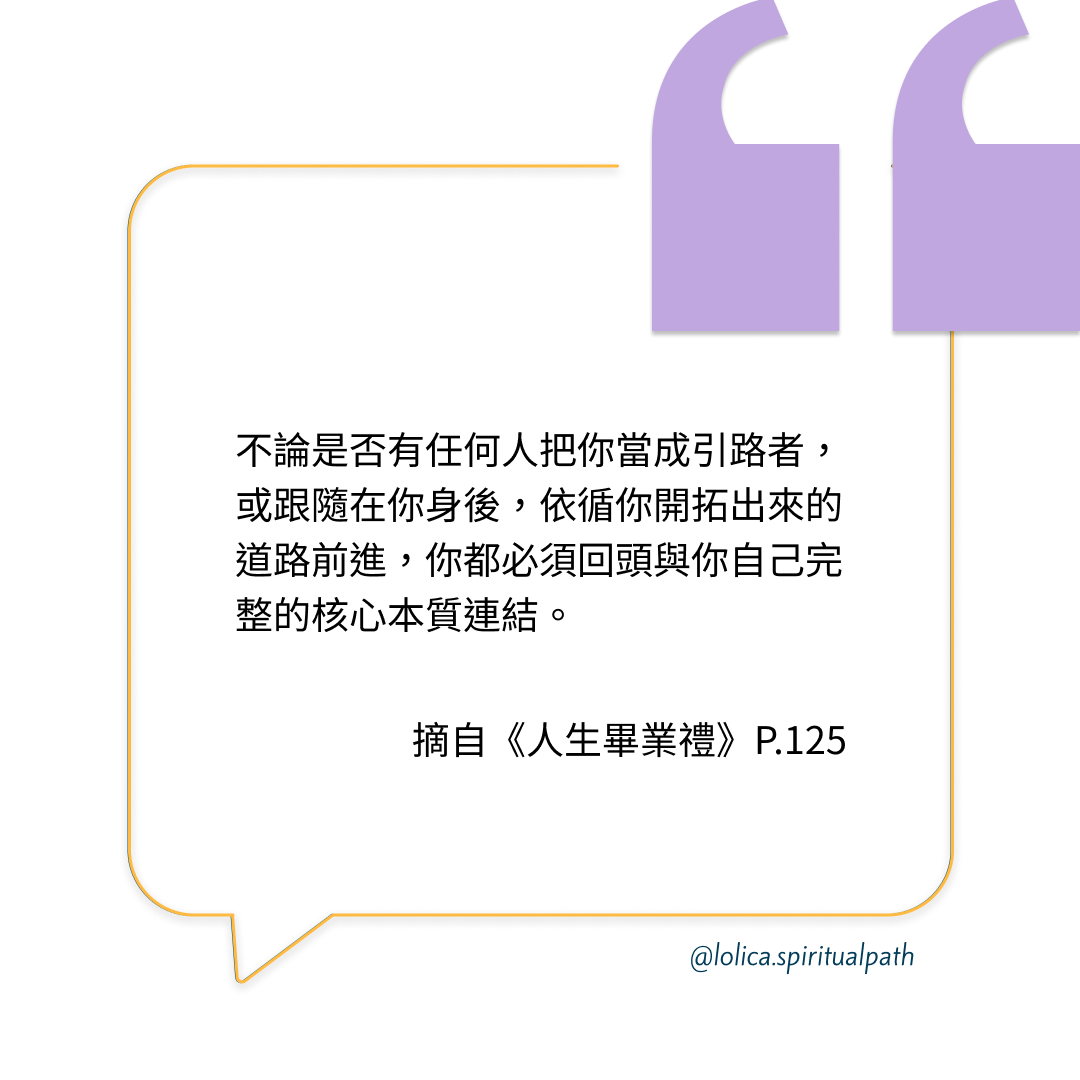 不論是否有任何人把你當成引路者，
或跟隨在你身後，依循你開拓出來的
道路前進，你都必須回頭與你自己完
整的核心本質連結。
摘自《人生畢業禮》P.125
@lolica.spiritualpath